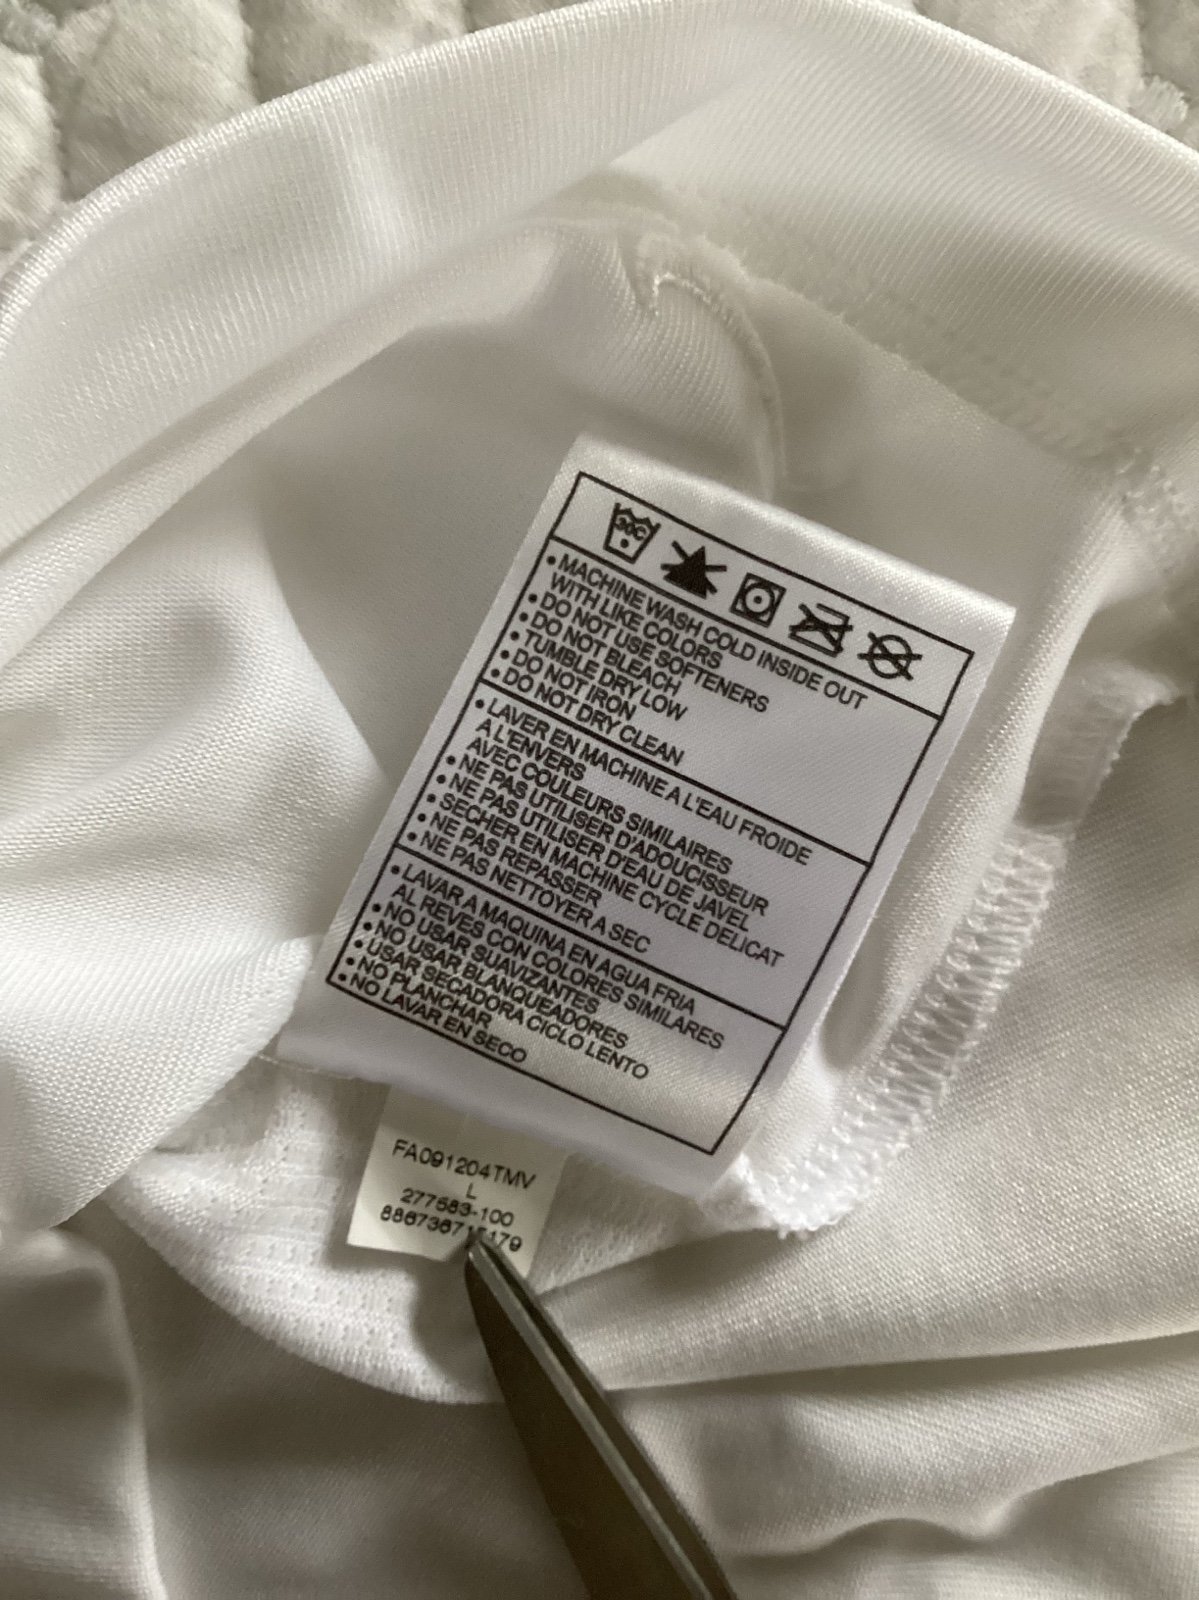 30C
• MACHINE WASH COLD INSIDE OUT
WITH LIKE COLORS
• DO NOT USE SOFTENERS
• DO NOT BLEACH
• TUMBLE DRY LOW
• DO NOT IRON
• DO NOT DRY CLEAN
• LAVER EN MACHINE A L'EAU FROIDE
A L'ENVERS
AVEC COULEURS SIMILAIRES
• NE PAS UTILISER D'ADOUCISSEUR
• NE PAS UTILISER D'EAU DE JAVEL
• SECHER EN MACHINE CYCLE DELICAT
• NE PAS REPASSER
• NE PAS NETTOYER A SEC
• LAVAR A MAQUINA EN AGUA FRIA
AL REVES CON COLORES SIMILARES
• NO USAR SUAVIZANTES
• NO USAR BLANQUEADORES
• USAR SECADORA CICLO LENTO
• NO PLANCHAR
• NO LAVAR EN SECO
FA091204TMV
L
277583-100